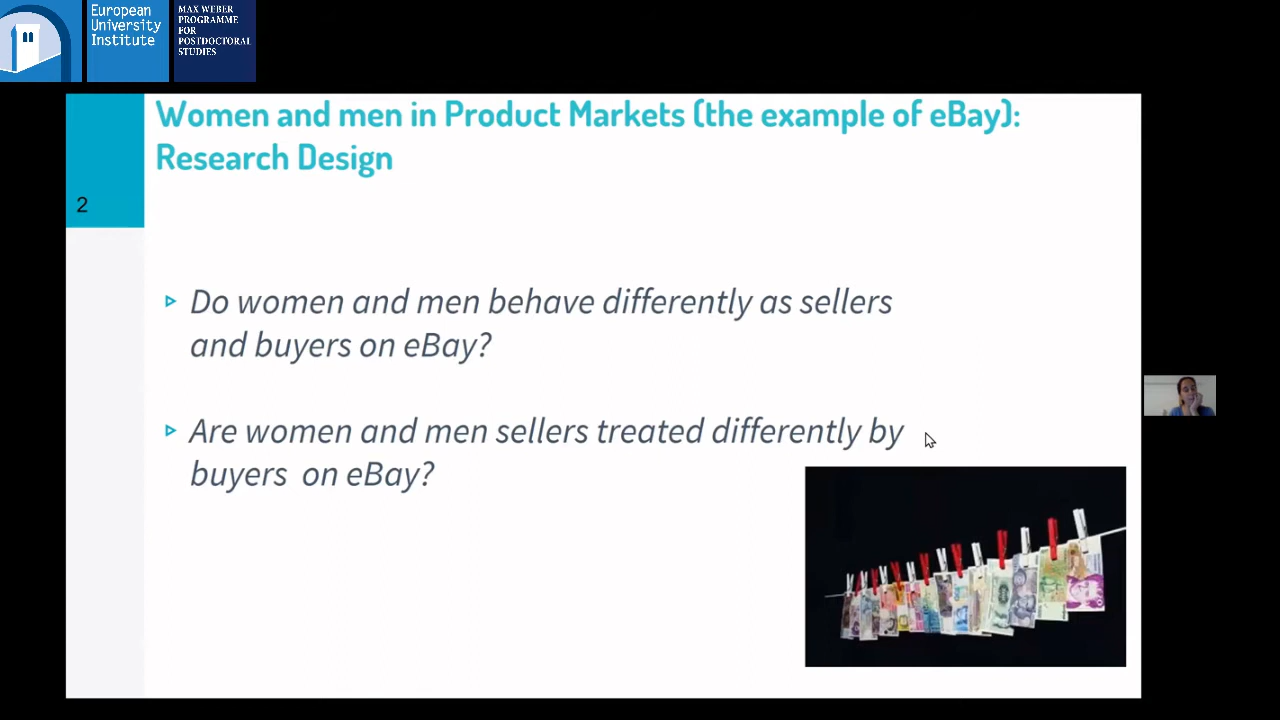 European
University
Institute
MAX WEBER
PROGRAMME
FOR
POSTDOCTORAL
STUDIES
Women and men in Product Markets (the example of eBay):
Research Design
2
Do women and men behave differently as sellers
and buyers on eBay?
Are women and men sellers treated differently by
buyers  on eBay?